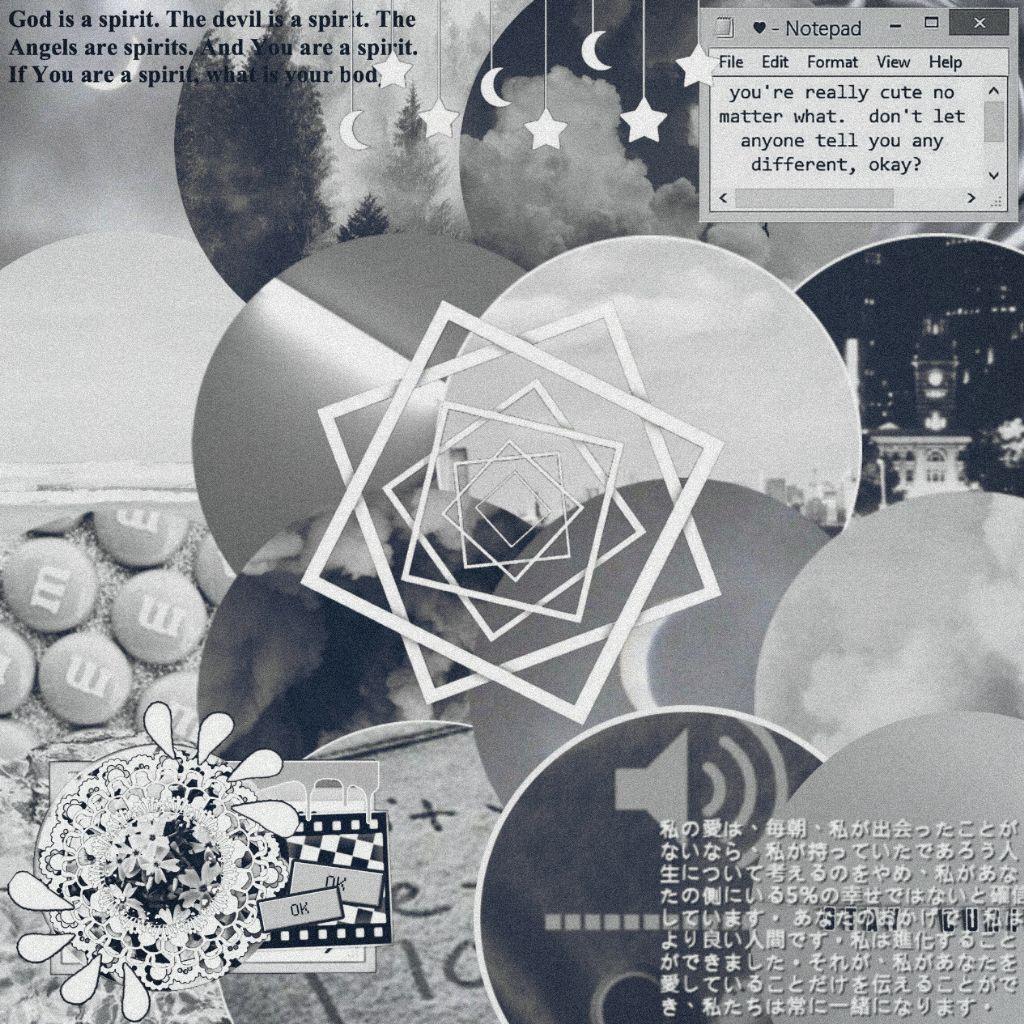 God is a spirit. The devil is a spirit. The
Angels are spirits. And You are a spirit.
If You are a spirit, what is your bod
♥ - Notepad
File Edit Format View Help
you're really cute no
matter what. don't let
anyone tell you any
different, okay?
m
m
m
m
OK
OK
私の愛は、毎朝、私が出会ったことが
ないなら、私が持っていたであろう人
生について考えるのをやめ、私があな
たの側にいる5%の幸せではないと確信
しています. あなたのおかげで、私は
より良い人間です.私は進化すること
ができました.それが、私があなたを
愛していることだけを伝えることがで
き、私たちは常に一緒になります.